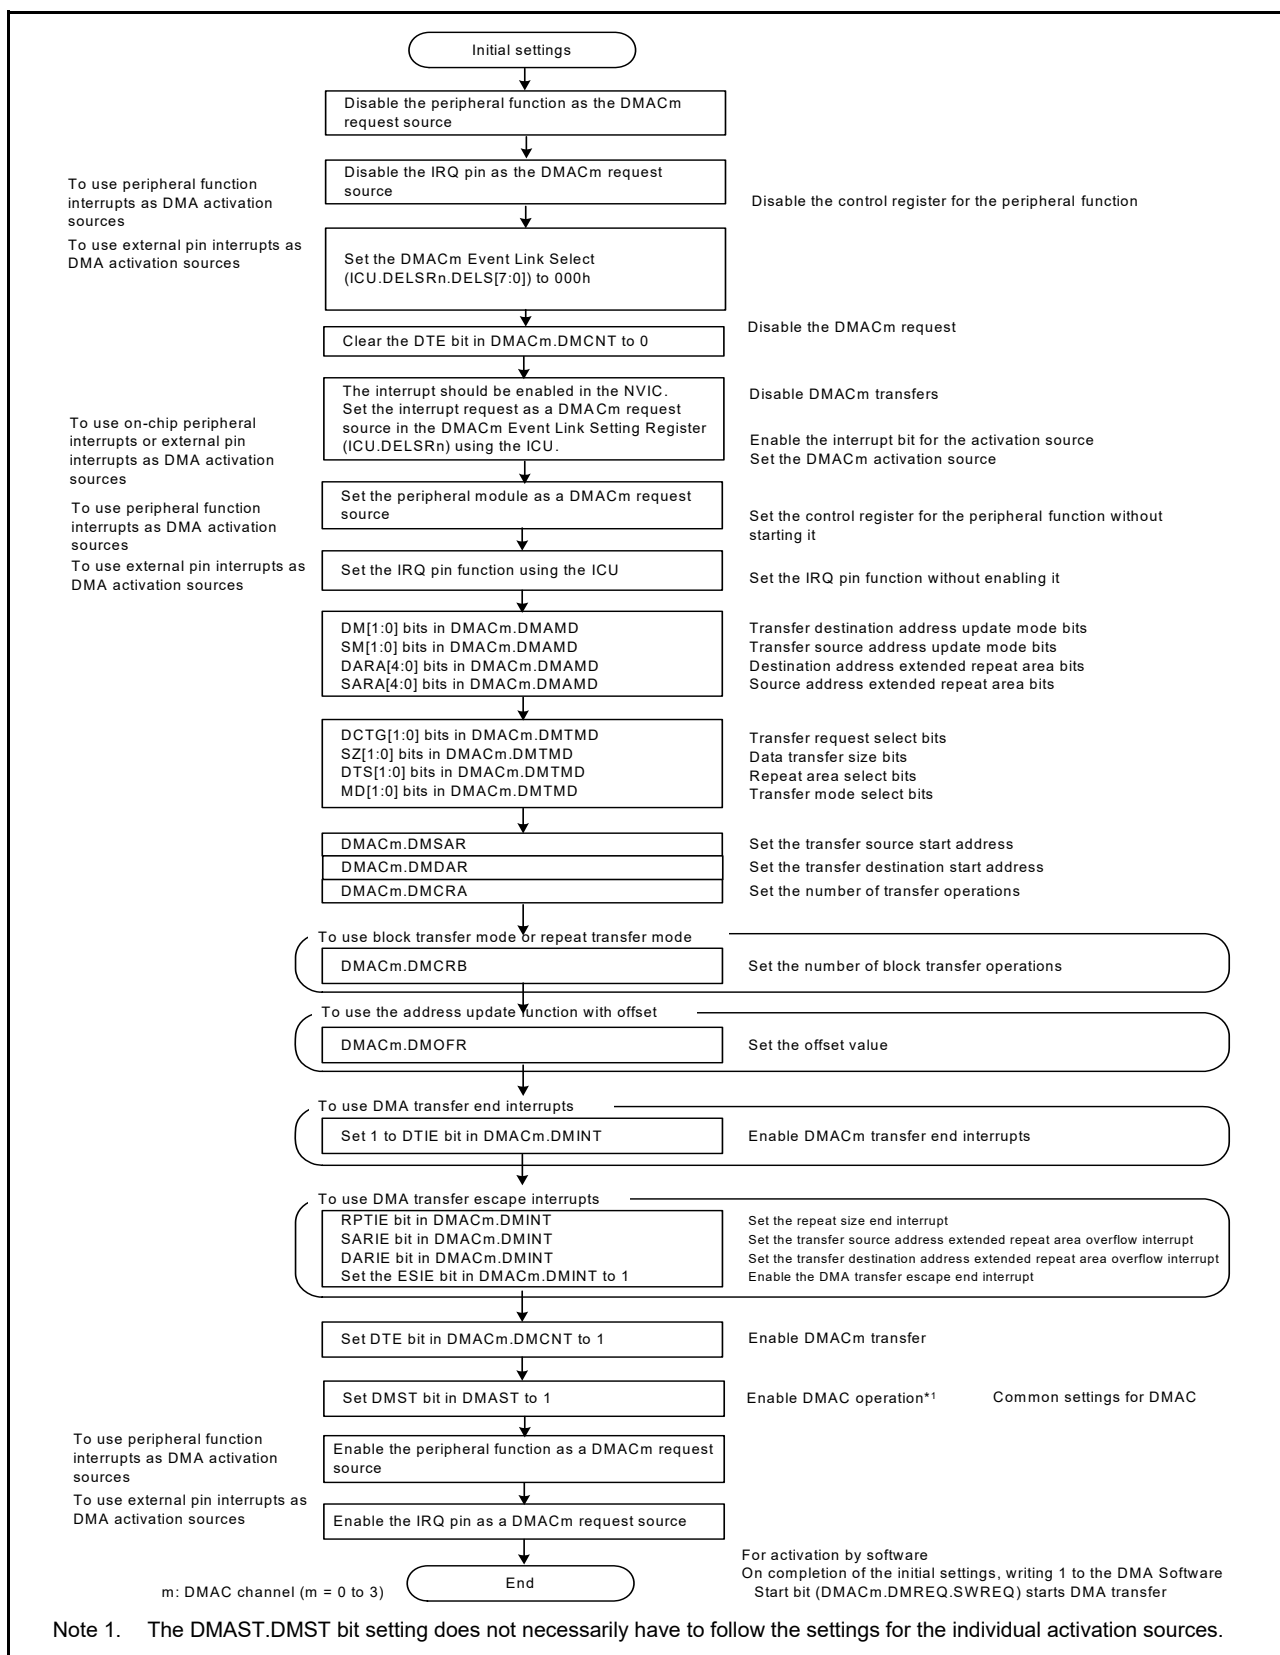 Initial settings
Disable the peripheral function as the DMACm
request source
Disable the IRQ pin as the DMACm request
source
To use peripheral function
interrupts as DMA activation
sources
Disable the control register for the peripheral function
To use external pin interrupts as
DMA activation sources
Set the DMACm Event Link Select
(ICU.DELSRn.DELS[7:0]) to 000h
Disable the DMACm request
Clear the DTE bit in DMACm.DMCNT to 0
Disable DMACm transfers
The interrupt should be enabled in the NVIC.
Set the interrupt request as a DMACm request
source in the DMACm Event Link Setting Register
(ICU.DELSRn) using the ICU.
To use on-chip peripheral
interrupts or external pin
interrupts as DMA activation
sources
Enable the interrupt bit for the activation source
Set the DMACm activation source
Set the peripheral module as a DMACm request
source
To use peripheral function
interrupts as DMA activation
sources
Set the control register for the peripheral function without
starting it
To use external pin interrupts as
DMA activation sources
Set the IRQ pin function using the ICU
Set the IRQ pin function without enabling it
DM[1:0] bits in DMACm.DMAMD
SM[1:0] bits in DMACm.DMAMD
DARA[4:0] bits in DMACm.DMAMD
SARA[4:0] bits in DMACm.DMAMD
Transfer destination address update mode bits
Transfer source address update mode bits
Destination address extended repeat area bits
Source address extended repeat area bits
DCTG[1:0] bits in DMACm.DMTMD
SZ[1:0] bits in DMACm.DMTMD
DTS[1:0] bits in DMACm.DMTMD
MD[1:0] bits in DMACm.DMTMD
Transfer request select bits
Data transfer size bits
Repeat area select bits
Transfer mode select bits
DMACm.DMSAR
Set the transfer source start address
DMACm.DMDAR
Set the transfer destination start address
DMACm.DMCRA
Set the number of transfer operations
To use block transfer mode or repeat transfer mode
DMACm.DMCRB
Set the number of block transfer operations
To use the address update function with offset
DMACm.DMOFR
Set the offset value
To use DMA transfer end interrupts
Set 1 to DTIE bit in DMACm.DMINT
Enable DMACm transfer end interrupts
To use DMA transfer escape interrupts
RPTIE bit in DMACm.DMINT
SARIE bit in DMACm.DMINT
DARIE bit in DMACm.DMINT
Set the ESIE bit in DMACm.DMINT to 1
Set the repeat size end interrupt
Set the transfer source address extended repeat area overflow interrupt
Set the transfer destination address extended repeat area overflow interrupt
Enable the DMA transfer escape end interrupt
Set DTE bit in DMACm.DMCNT to 1
Enable DMACm transfer
Set DMST bit in DMAST to 1
Enable DMAC operation*1
Common settings for DMAC
To use peripheral function
interrupts as DMA activation
sources
Enable the peripheral function as a DMACm request
source
To use external pin interrupts as
DMA activation sources
Enable the IRQ pin as a DMACm request source
End
m: DMAC channel (m = 0 to 3)
For activation by software
On completion of the initial settings, writing 1 to the DMA Software
Start bit (DMACm.DMREQ.SWREQ) starts DMA transfer
Note 1. The DMAST.DMST bit setting does not necessarily have to follow the settings for the individual activation sources.